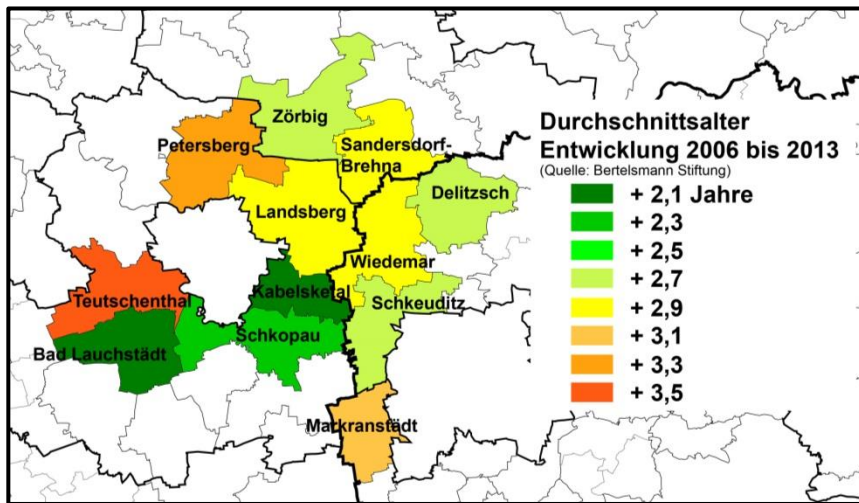 Zörbig
Petersberg
Sandersdorf-
Brehna
Delitzsch
Landsberg
Wiedemar
Teutschenthal
Kabelsketal
Schkeuditz
Schkopau
Bad Lauchstädt
Markranstädt
Durchschnittsalter
Entwicklung 2006 bis 2013
(Quelle: Bertelsmann Stiftung)
+ 2,1 Jahre
+ 2,3
+ 2,5
+ 2,7
+ 2,9
+ 3,1
+ 3,3
+ 3,5